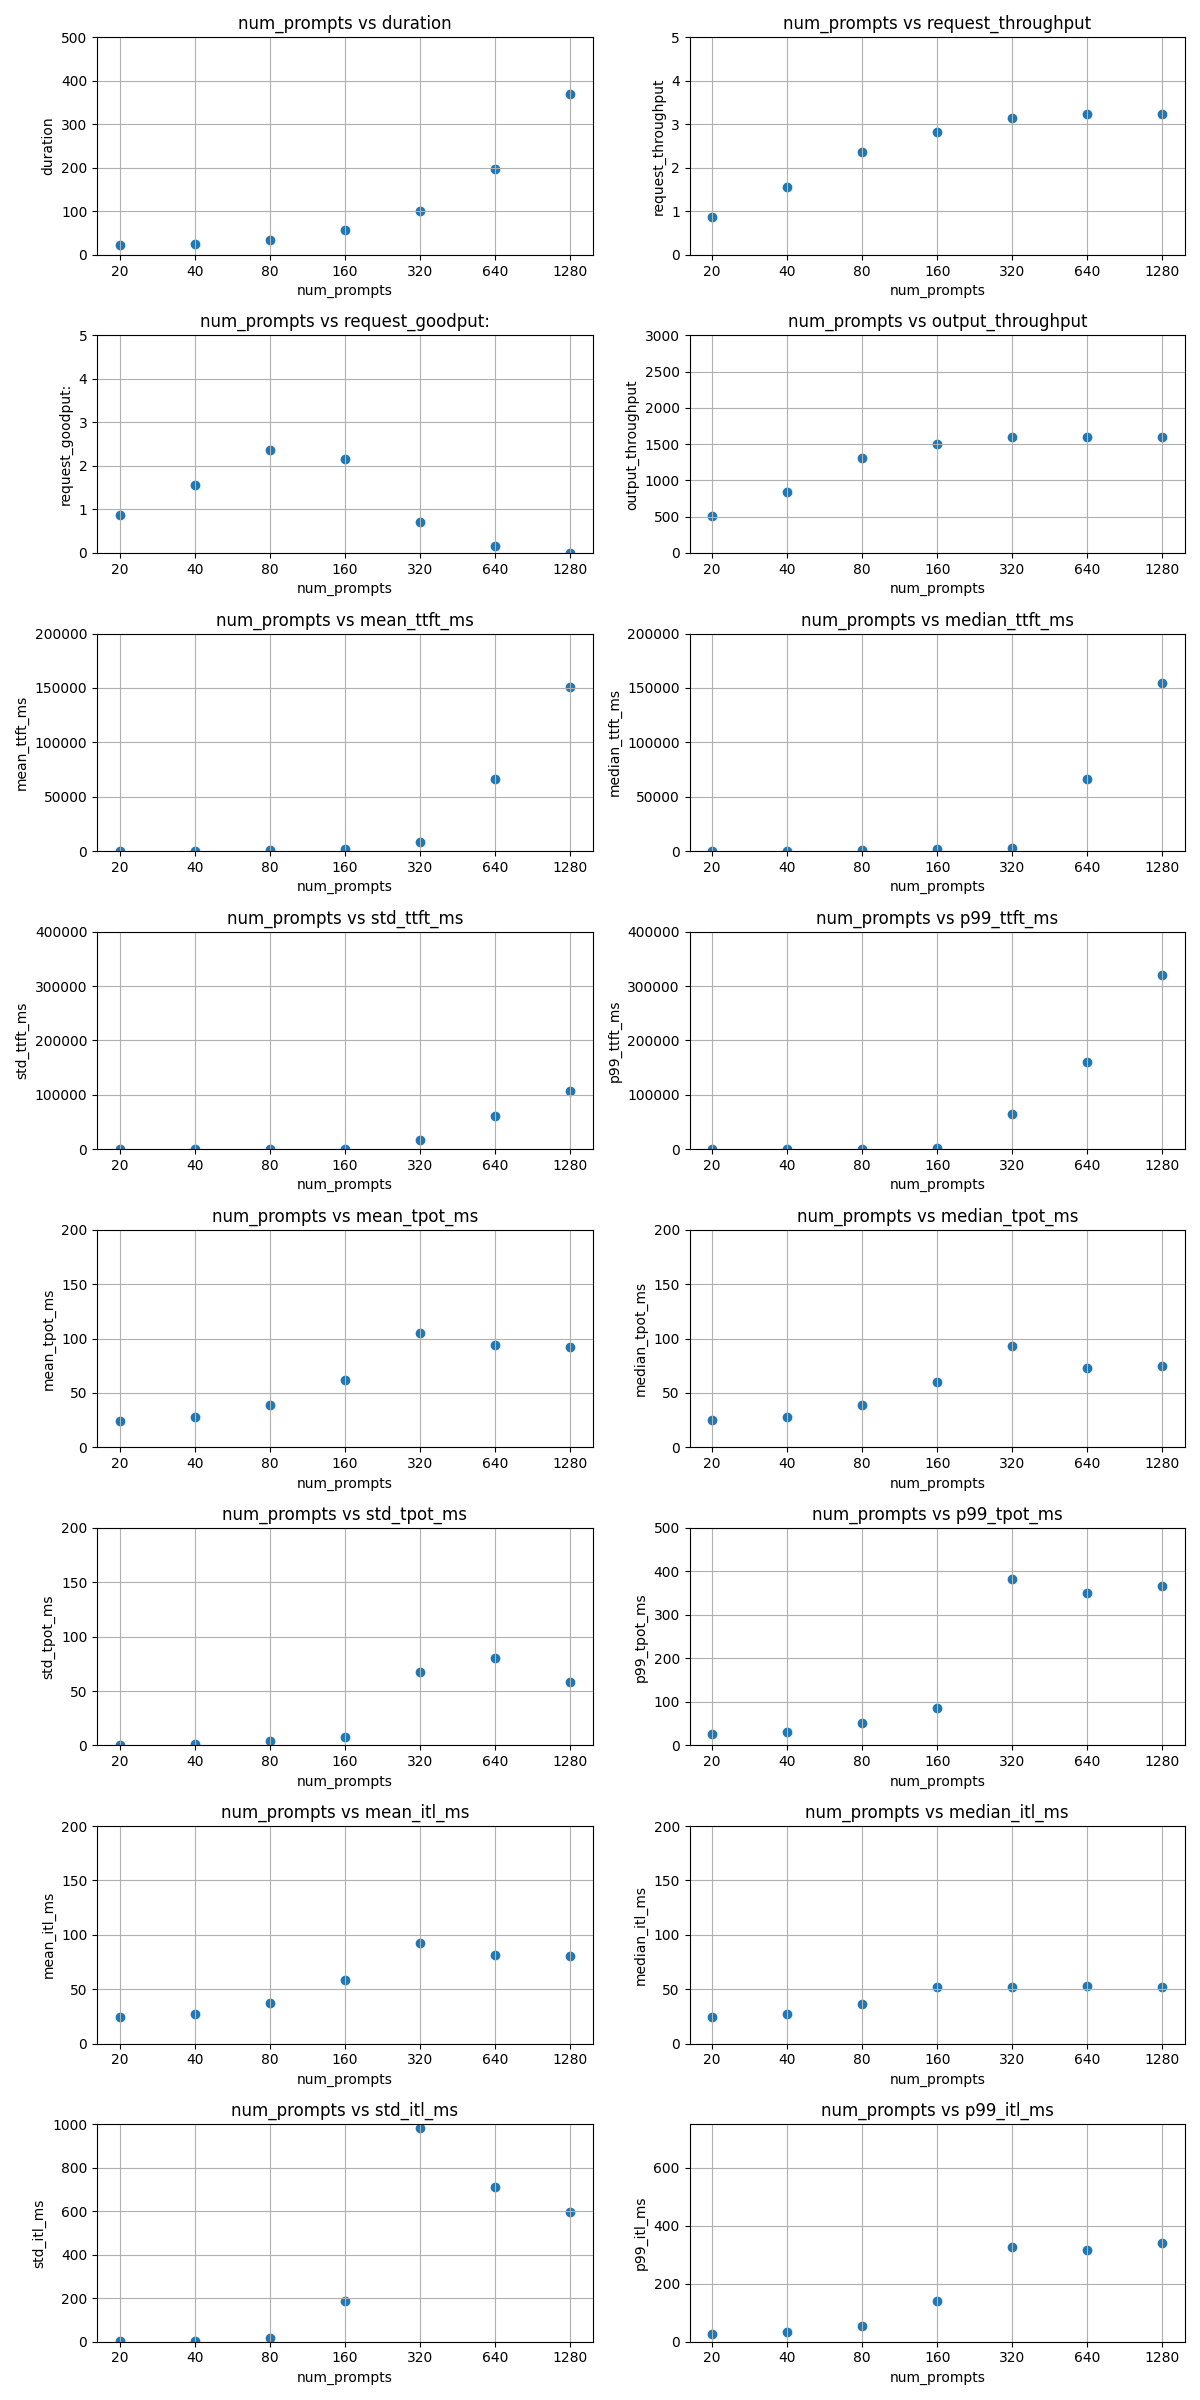 num_prompts vs duration
500
400
300
200
100
0
duration
20 40 80 160 320 640 1280
num_prompts
num_prompts vs request_throughput
5
4
3
2
1
0
request_throughput
20 40 80 160 320 640 1280
num_prompts
num_prompts vs request_goodput:
5
4
3
2
1
0
request_goodput:
20 40 80 160 320 640 1280
num_prompts
num_prompts vs output_throughput
3000
2500
2000
1500
1000
500
0
output_throughput
20 40 80 160 320 640 1280
num_prompts
num_prompts vs mean_ttft_ms
200000
150000
100000
50000
0
mean_ttft_ms
20 40 80 160 320 640 1280
num_prompts
num_prompts vs median_ttft_ms
200000
150000
100000
50000
0
median_ttft_ms
20 40 80 160 320 640 1280
num_prompts
num_prompts vs std_ttft_ms
400000
300000
200000
100000
0
std_ttft_ms
20 40 80 160 320 640 1280
num_prompts
num_prompts vs p99_ttft_ms
400000
300000
200000
100000
0
p99_ttft_ms
20 40 80 160 320 640 1280
num_prompts
num_prompts vs mean_tpot_ms
200
150
100
50
0
mean_tpot_ms
20 40 80 160 320 640 1280
num_prompts
num_prompts vs median_tpot_ms
200
150
100
50
0
median_tpot_ms
20 40 80 160 320 640 1280
num_prompts
num_prompts vs std_tpot_ms
200
150
100
50
0
std_tpot_ms
20 40 80 160 320 640 1280
num_prompts
num_prompts vs p99_tpot_ms
500
400
300
200
100
0
p99_tpot_ms
20 40 80 160 320 640 1280
num_prompts
num_prompts vs mean_itl_ms
200
150
100
50
0
mean_itl_ms
20 40 80 160 320 640 1280
num_prompts
num_prompts vs median_itl_ms
200
150
100
50
0
median_itl_ms
20 40 80 160 320 640 1280
num_prompts
num_prompts vs std_itl_ms
1000
800
600
400
200
0
std_itl_ms
20 40 80 160 320 640 1280
num_prompts
num_prompts vs p99_itl_ms
600
400
200
0
p99_itl_ms
20 40 80 160 320 640 1280
num_prompts